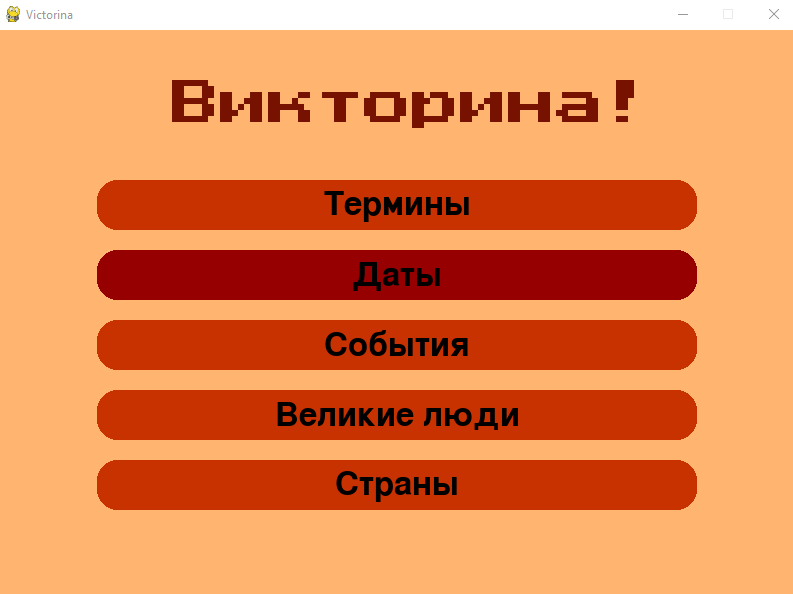 Victorina
Викторина!
Термины
Даты
События
Великие люди
Страны